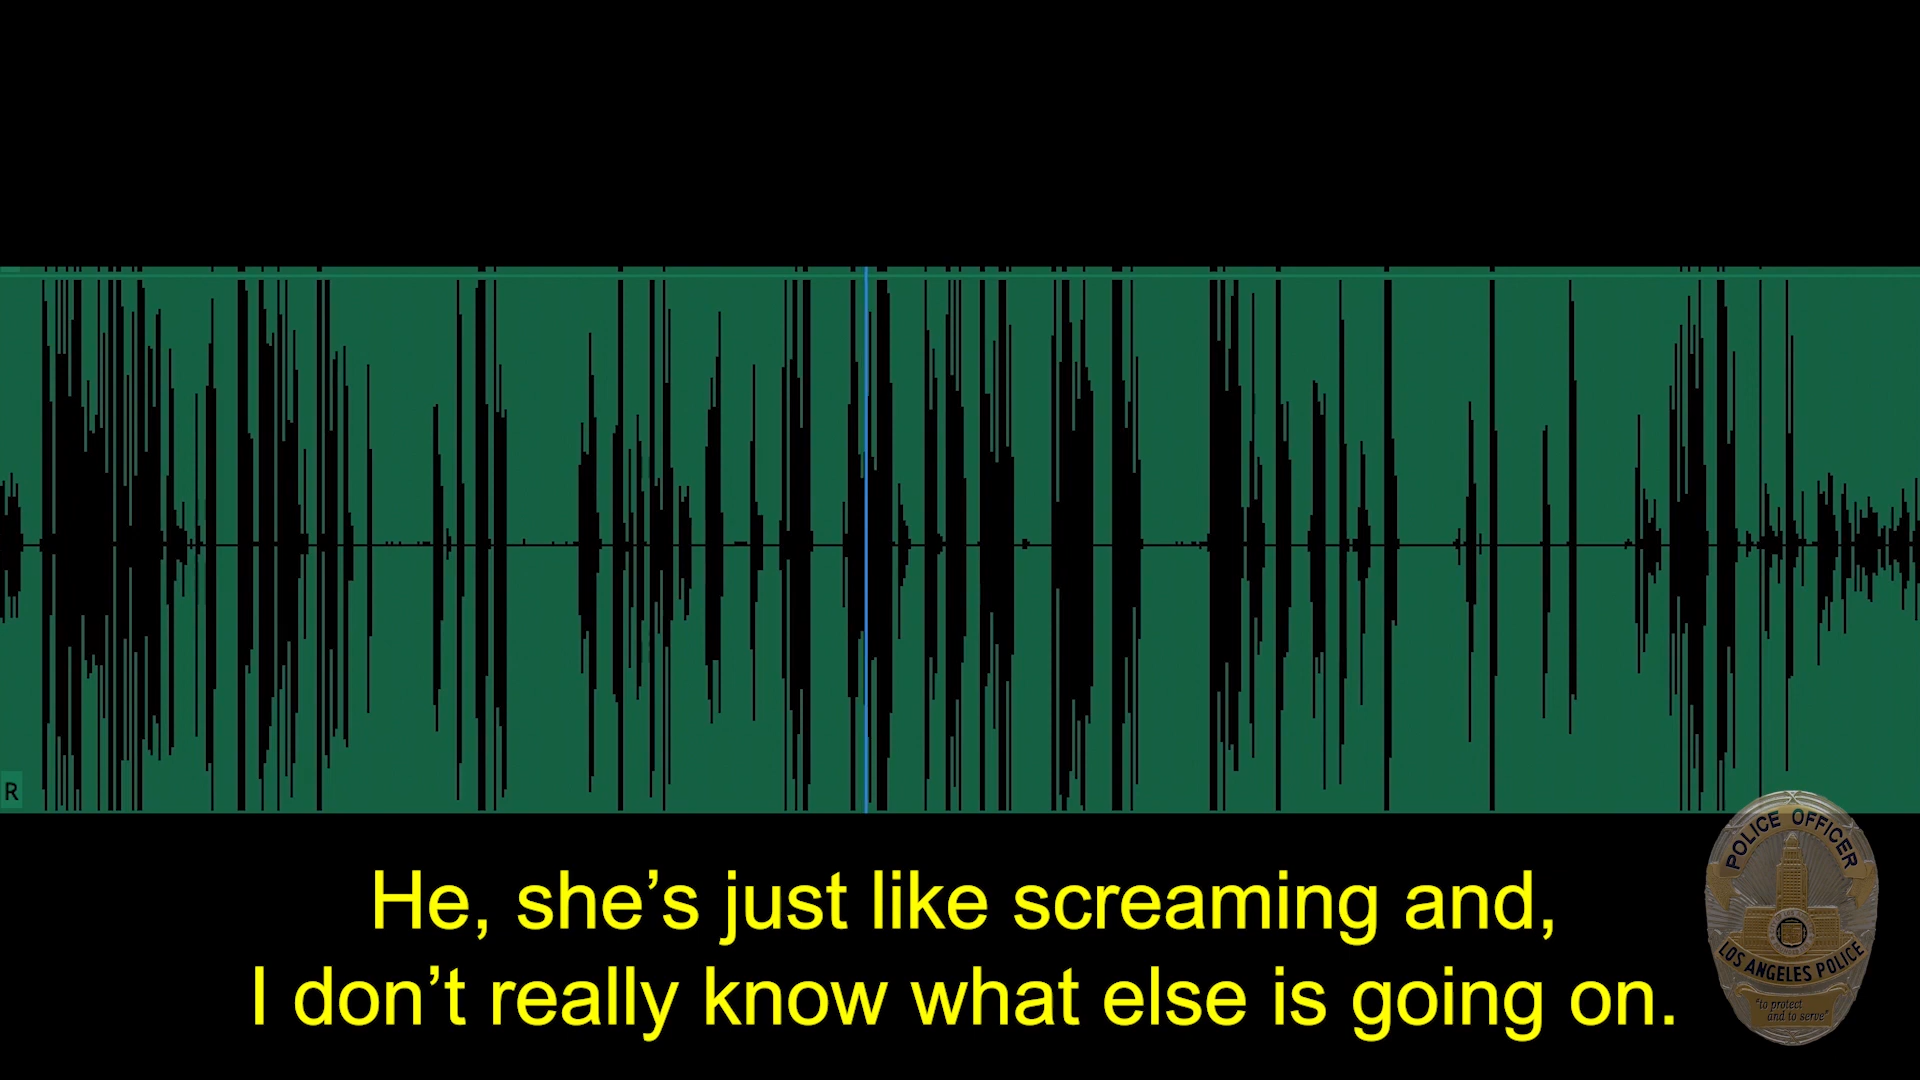 R
He, she’s just like screaming and,
I don’t really know what else is going on.
POLICE OFFICER
LOS ANGELES POLICE
"to protect
and to serve"